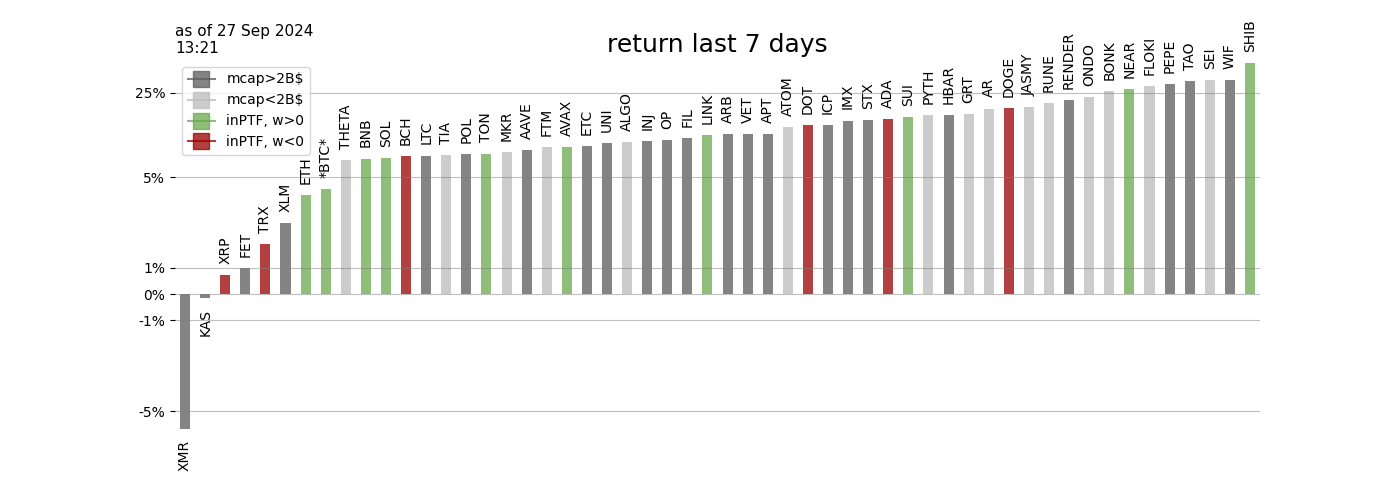 as of 27 Sep 2024
13:21
return last 7 days
mcap>2B$
mcap<2B$
inPTF, w>0
inPTF, w<0
25%
5%
1%
0%
-1%
-5%
XMR
KAS
XRP
FET
TRX
XLM
ETH
*BTC*
THETA
BNB
SOL
BCH
LTC
TIA
POL
TON
MKR
AAVE
FTM
AVAX
ETC
UNI
ALGO
INJ
OP
FIL
LINK
ARB
VET
APT
ATOM
DOT
ICP
IMX
STX
ADA
SUI
PYTH
HBAR
GRT
AR
DOGE
JASMY
RUNE
RENDER
ONDO
BONK
NEAR
FLOKI
PEPE
TAO
SEI
WIF
SHIB